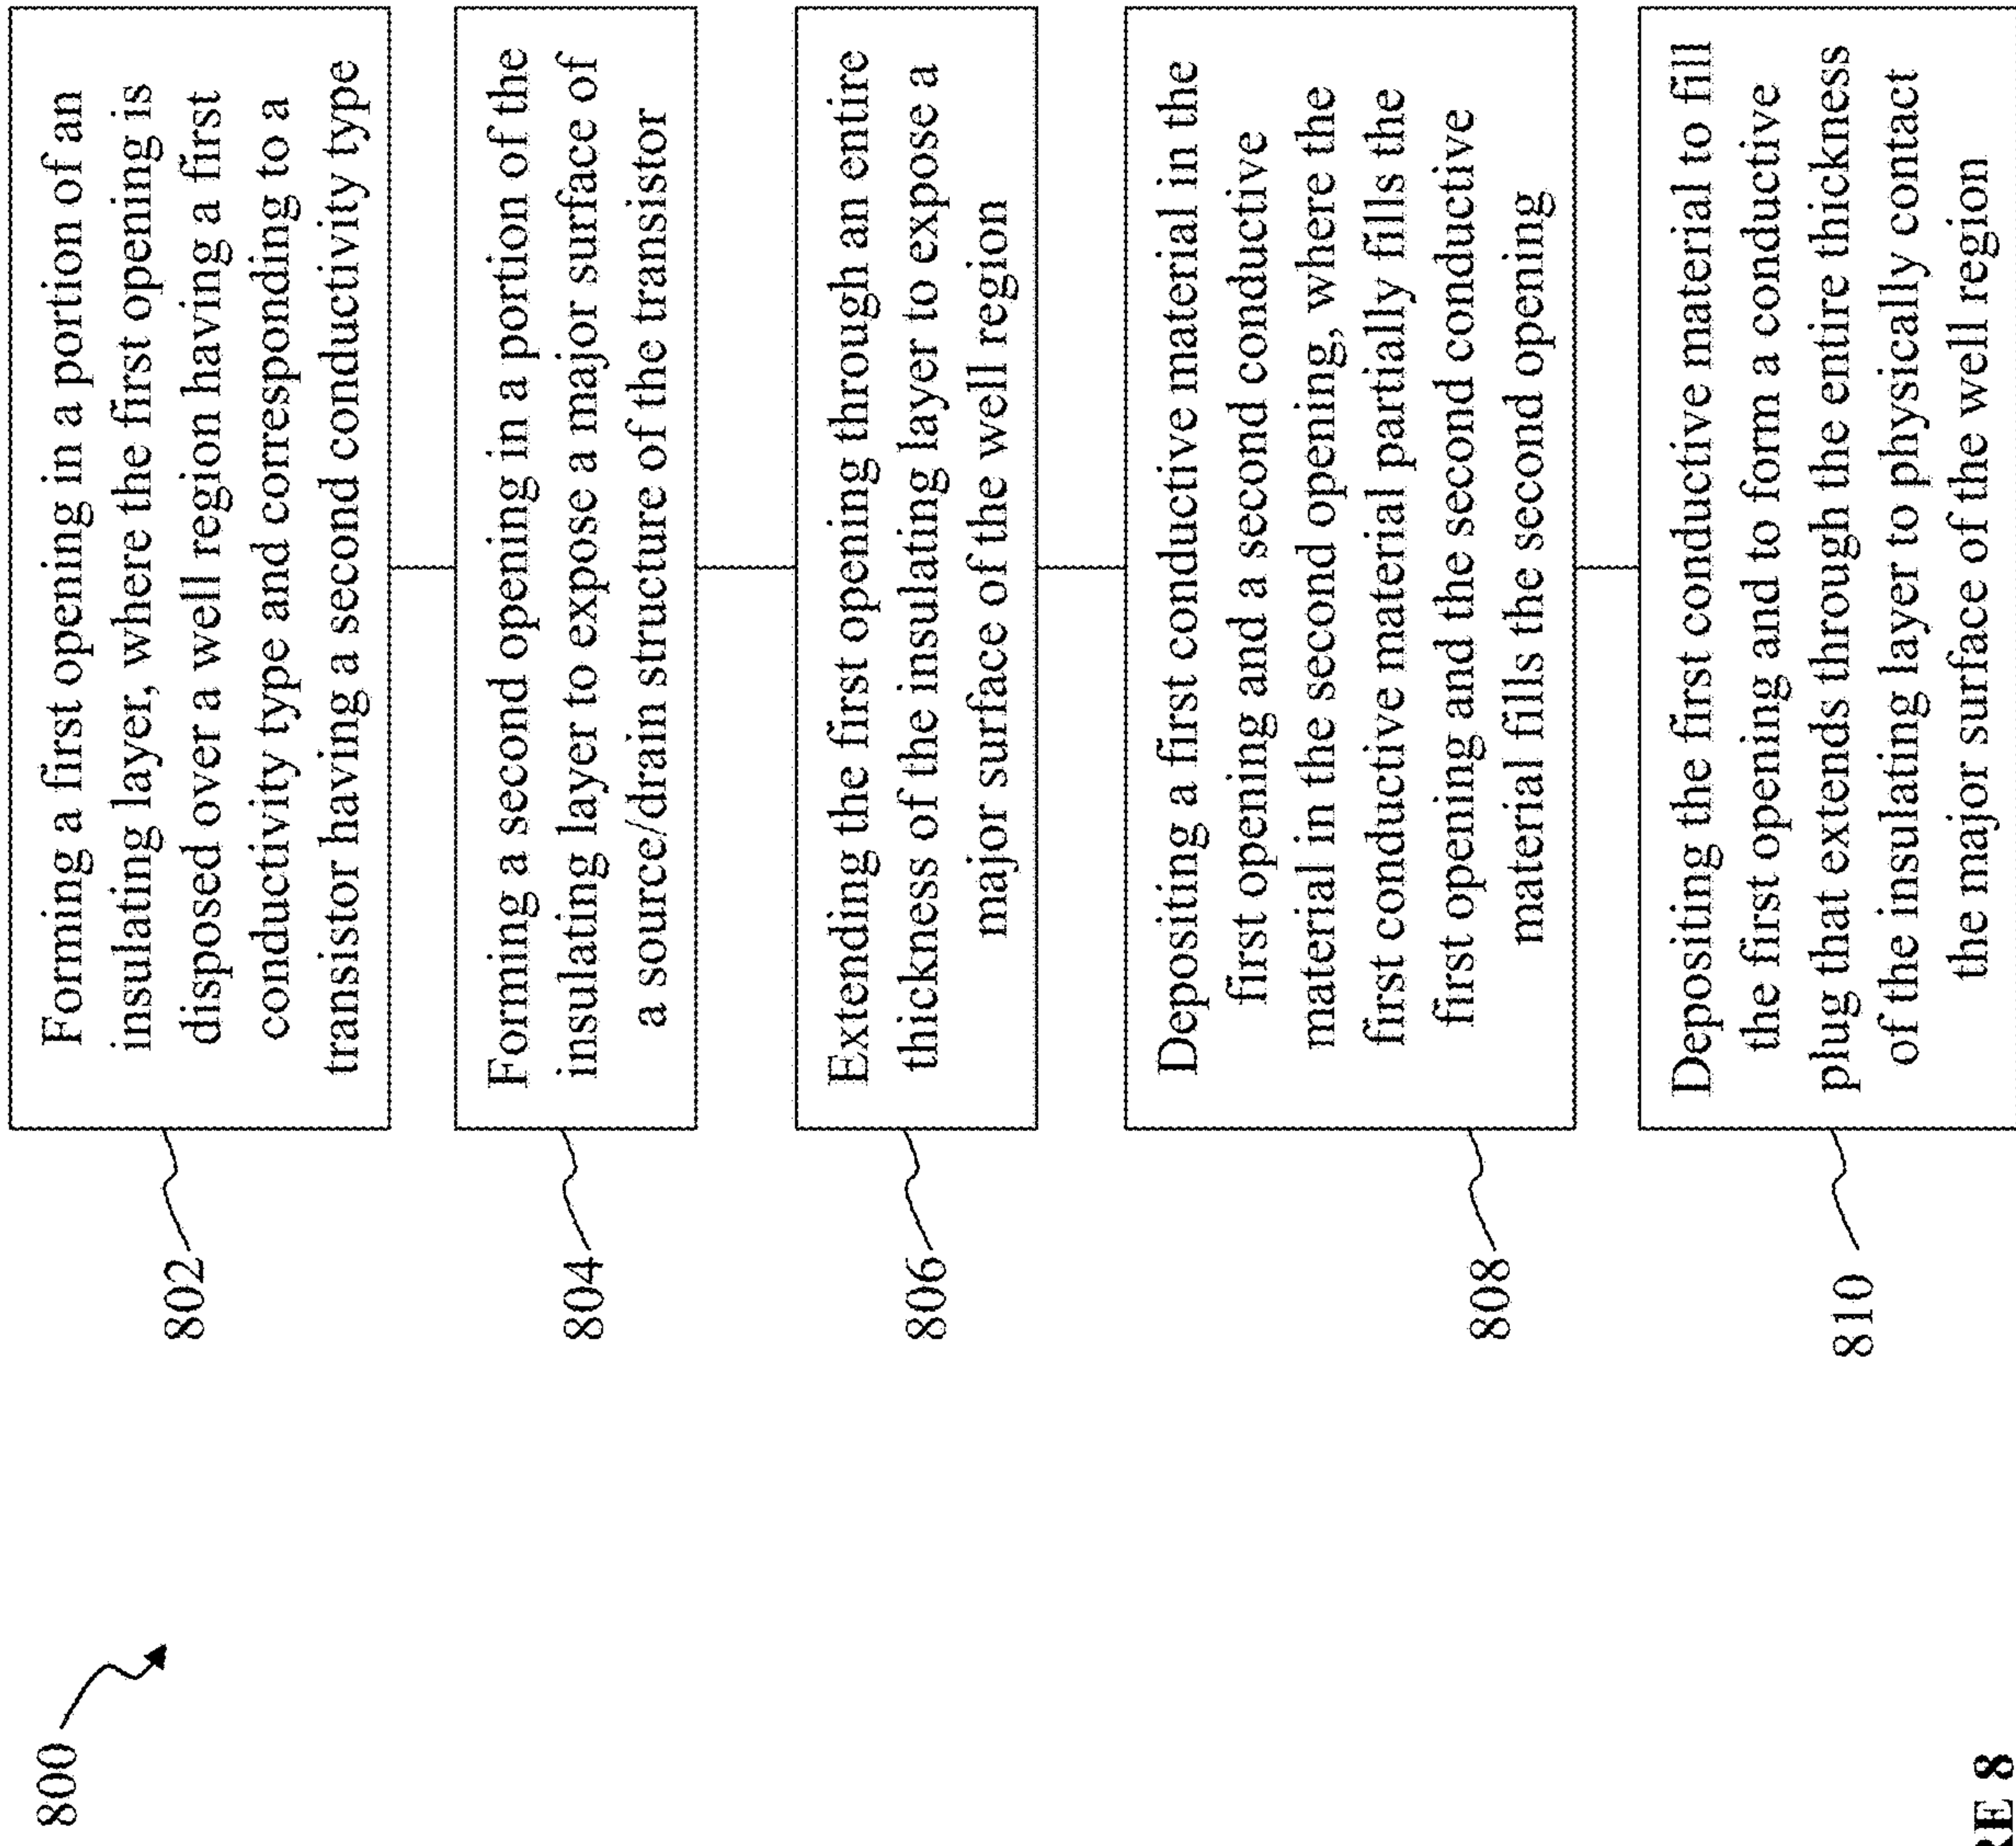 800
802
Forming a first opening in a portion of an
insulating layer, where the first opening is
disposed over a well region having a first
conductivity type and corresponding to a
transistor having a second conductivity type
804
Forming a second opening in a portion of the
insulating layer to expose a major surface of
a source/drain structure of the transistor
806
Extending the first opening through an entire
thickness of the insulating layer to expose a
major surface of the well region
808
Depositing a first conductive material in the
first opening and a second conductive
material in the second opening, where the
first conductive material partially fills the
first opening and the second conductive
material fills the second opening
810
Depositing the first conductive material to fill
the first opening and to form a conductive
plug that extends through the entire thickness
of the insulating layer to physically contact
the major surface of the well region
RE 8